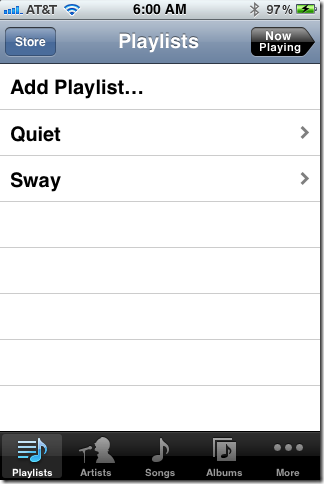 AT&T 6:00 AM 97%
Store Playlists Now Playing
Add Playlist...
Quiet
Sway
Playlists Artists Songs Albums More